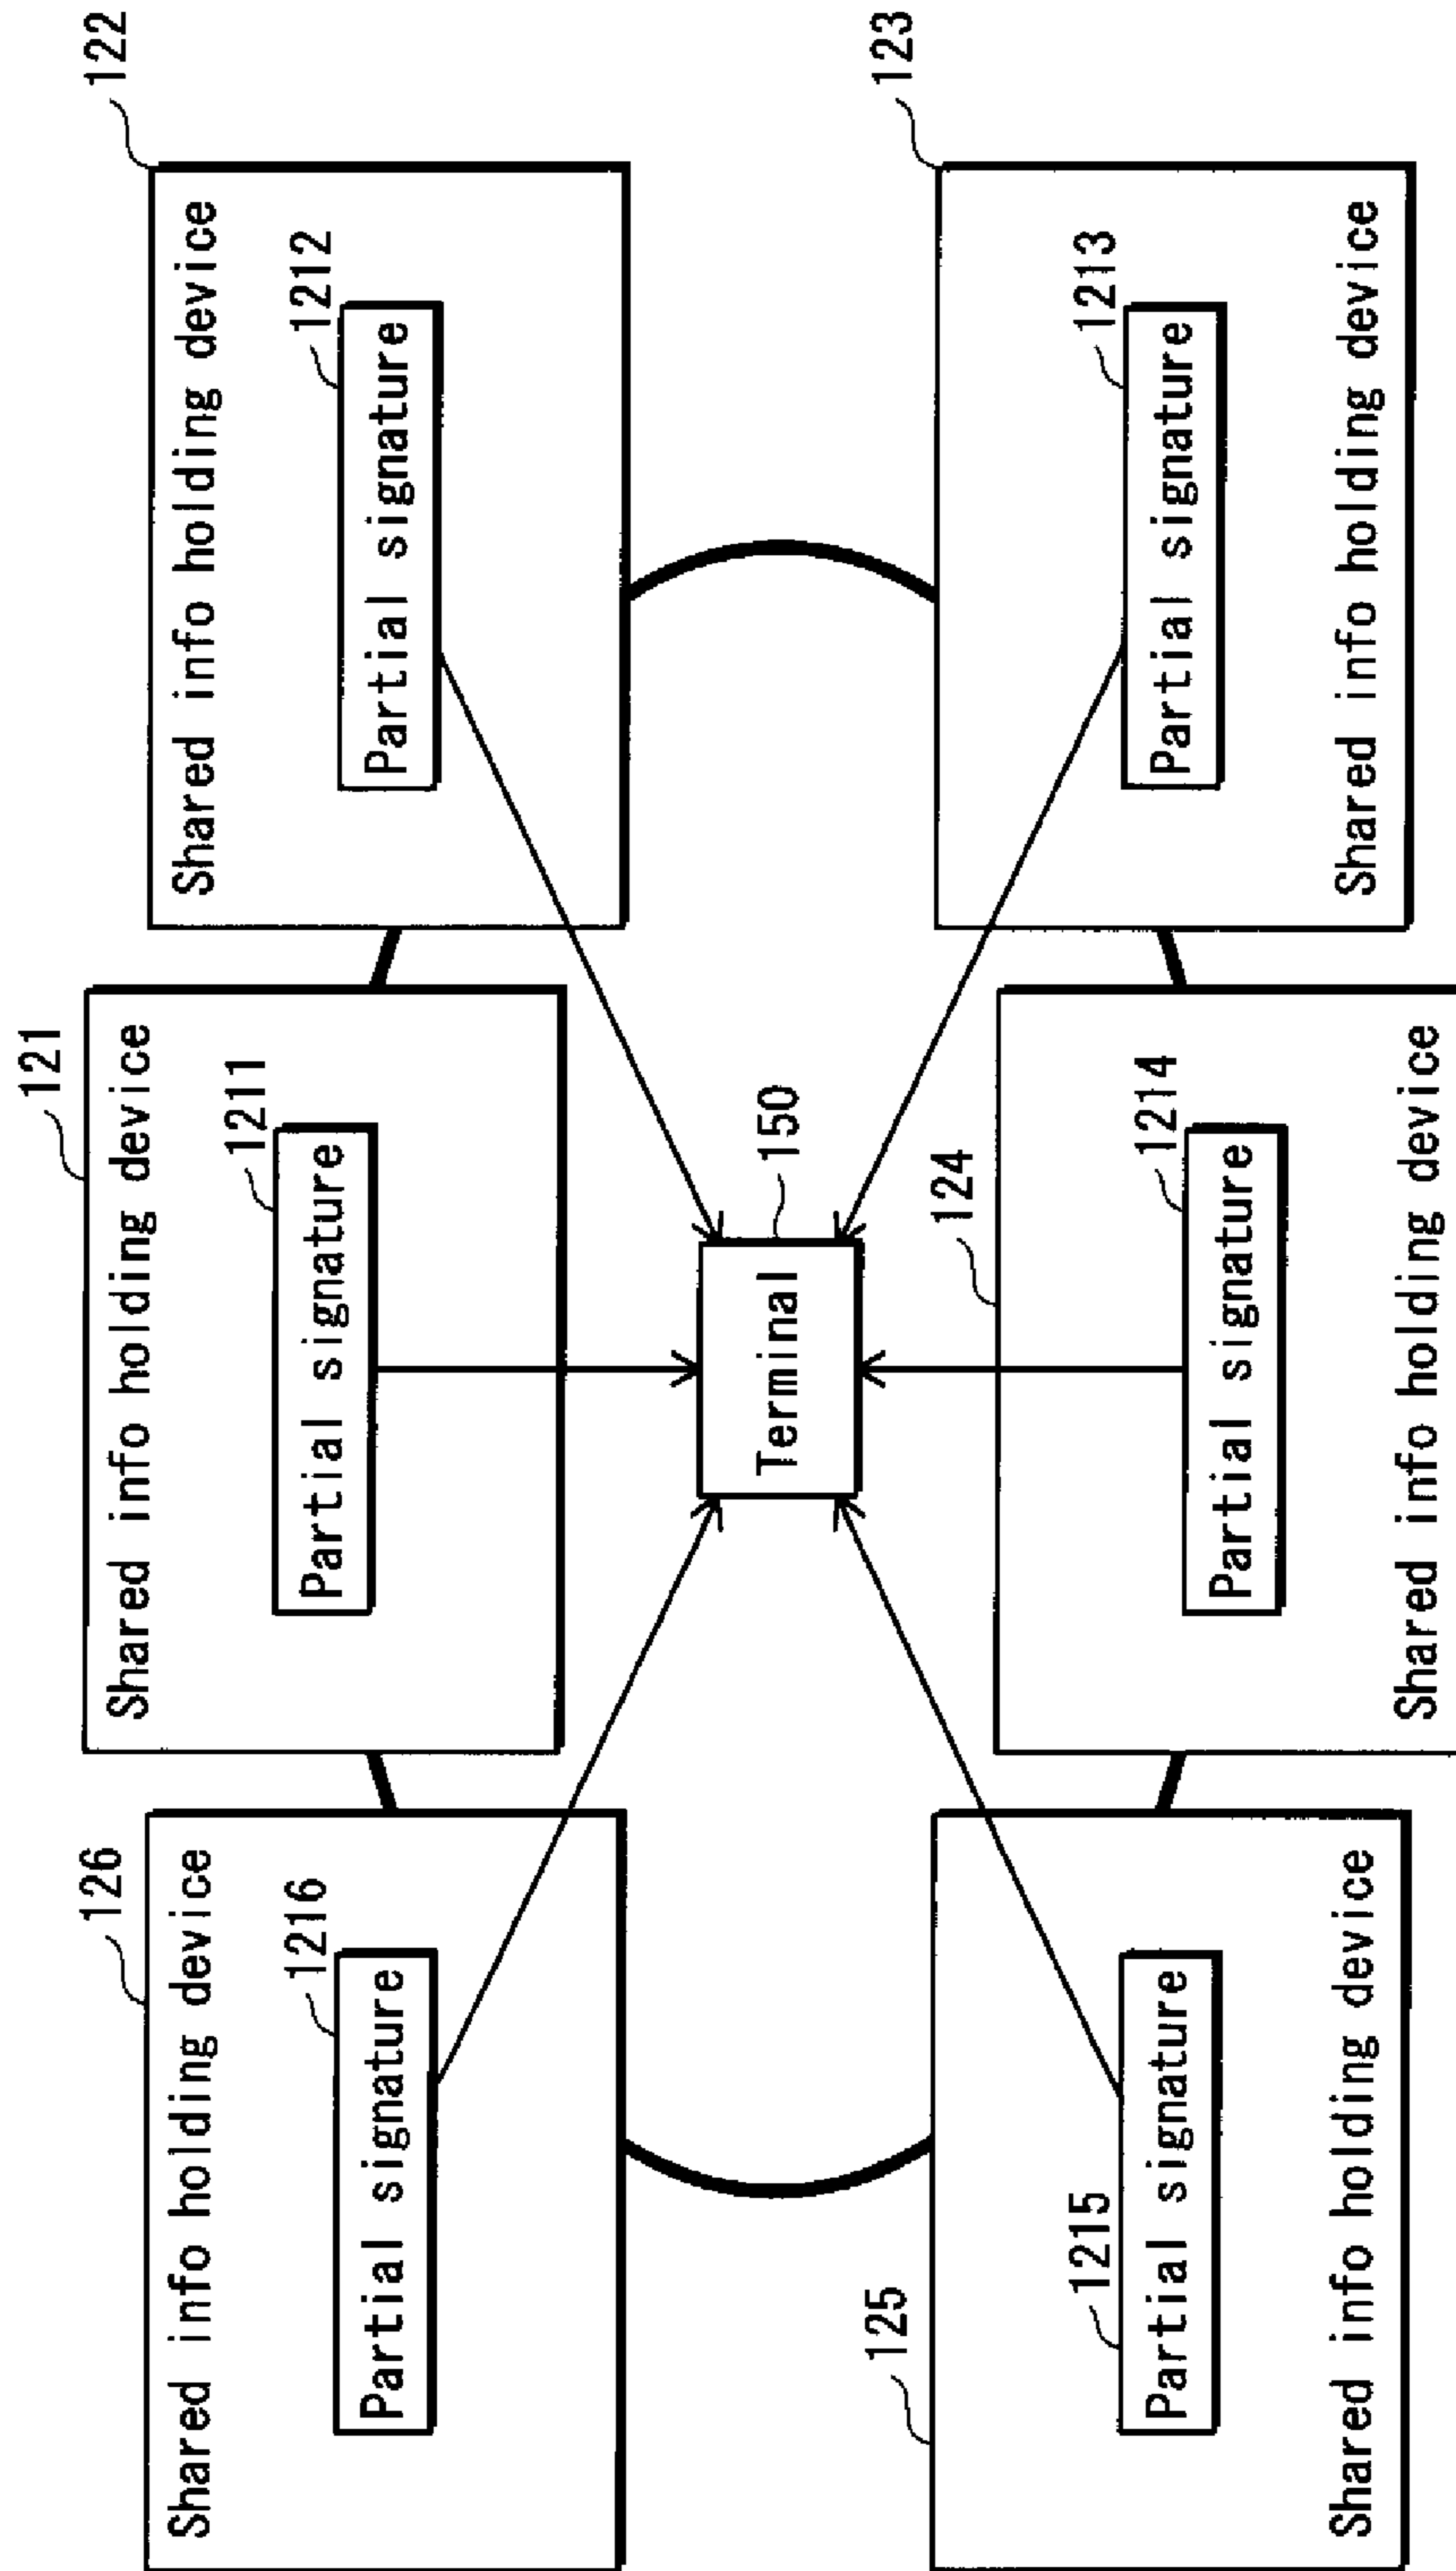 121
Shared info holding device
1211
Partial signature
126
Shared info holding device
1216
Partial signature
122
Shared info holding device
1212
Partial signature
Terminal
150
125
1215
Partial signature
Shared info holding device
124
1214
Partial signature
Shared info holding device
123
1213
Partial signature
Shared info holding device